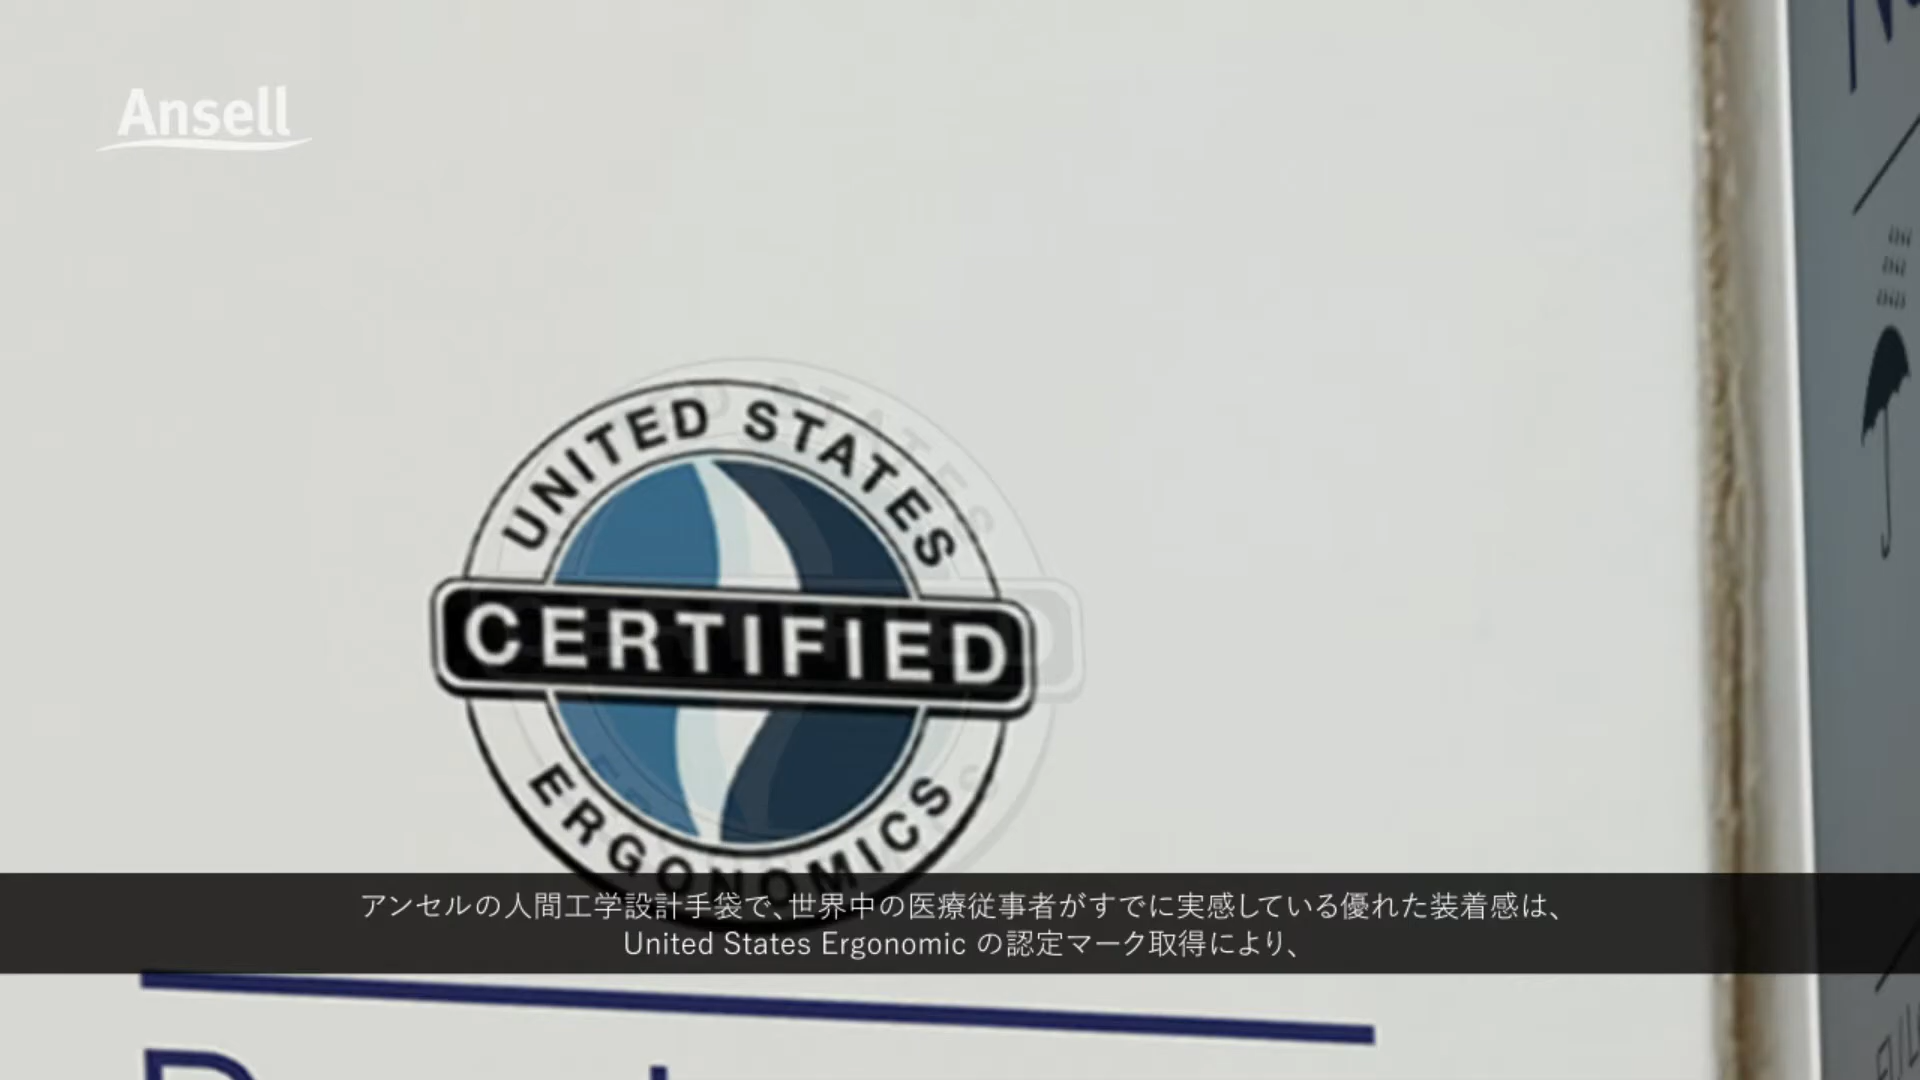 Ansell
UNITED STATES
CERTIFIED
ERGONOMICS
アンセルの人間工学設計手袋で、世界中の医療従事者がすでに実感している優れた装着感は、
United States Ergonomic の認定マーク取得により、